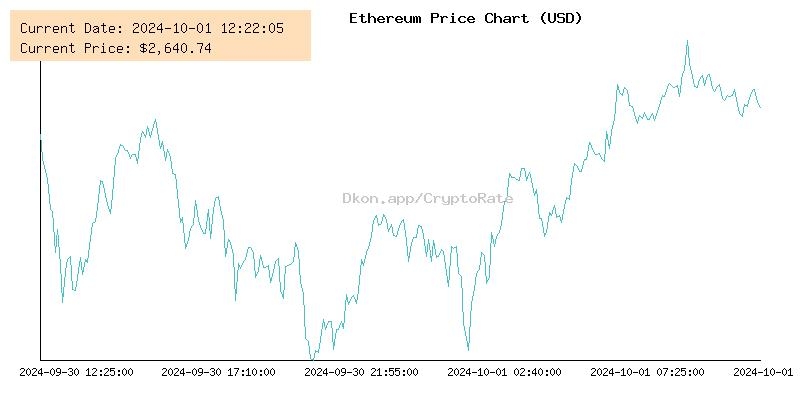 Ethereum Price Chart (USD)
Current Date: 2024-10-01 12:22:05
Current Price: $2,640.74
Dkon.app/CryptoRate
2024-09-30 12:25:00 2024-09-30 17:10:00 2024-09-30 21:55:00 2024-10-01 02:40:00 2024-10-01 07:25:00 2024-10-01